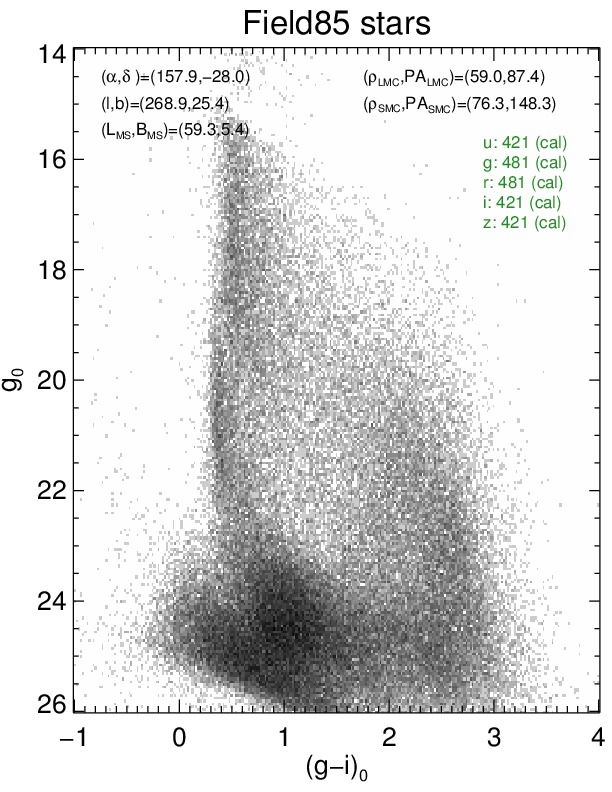 Field85 stars
(α,δ )=(157.9,−28.0)
(l,b)=(268.9,25.4)
(LMS,BMS)=(59.3,5.4)
(ρLMC,PALMC)=(59.0,87.4)
(ρSMC,PASMC)=(76.3,148.3)
u: 421 (cal)
g: 481 (cal)
r: 481 (cal)
i: 421 (cal)
z: 421 (cal)
g0
14
16
18
20
22
24
26
−1 0 1 2 3 4
(g−i)0